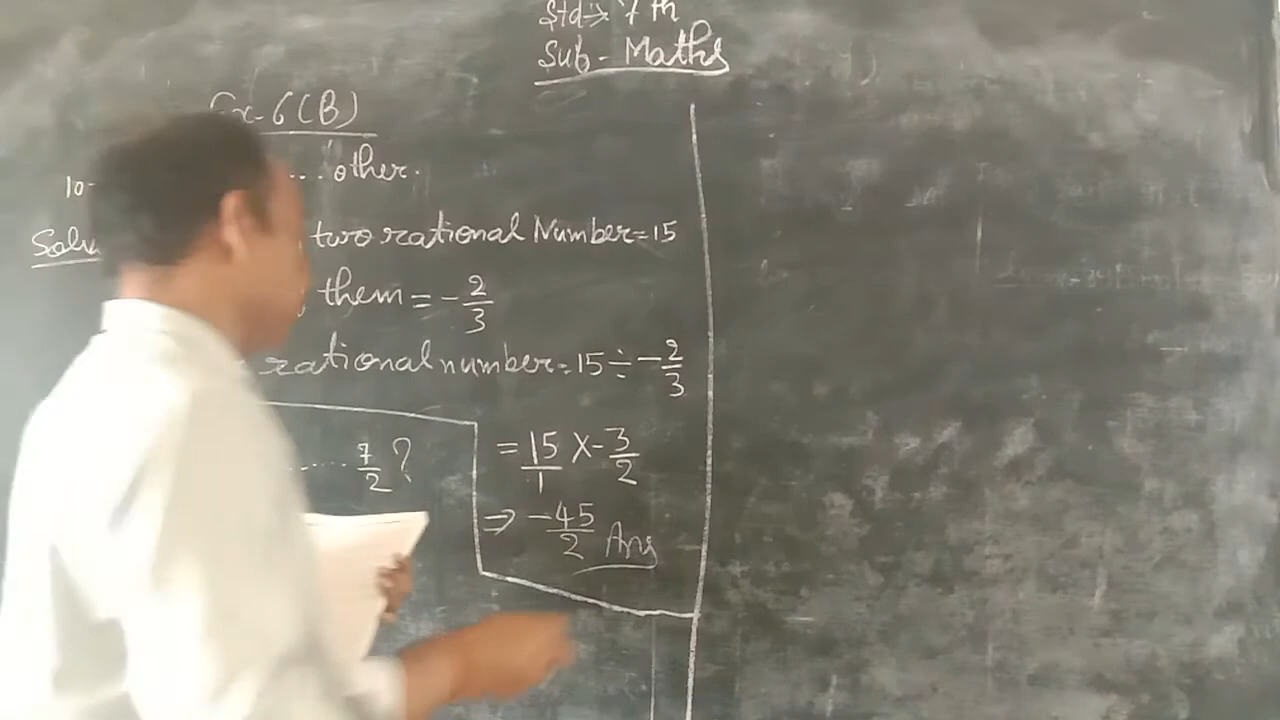 Std→ 7th
Sub - Maths
Ex-6(B)
10- ... other.
Solu two rational Number=15
them = -2/3
rational number = 15 ÷ -2/3
= 15/1 X -3/2
⇒ -45/2 Ans
...... 7/2 ?